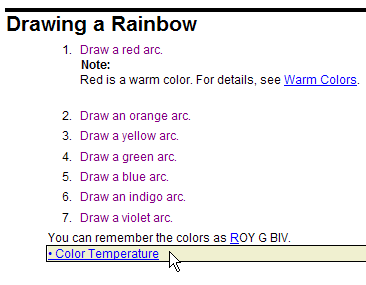 Drawing a Rainbow
1. Draw a red arc.
Note:
Red is a warm color. For details, see Warm Colors.
2. Draw an orange arc.
3. Draw a yellow arc.
4. Draw a green arc.
5. Draw a blue arc.
6. Draw an indigo arc.
7. Draw a violet arc.
You can remember the colors as ROY G BIV.
• Color Temperature